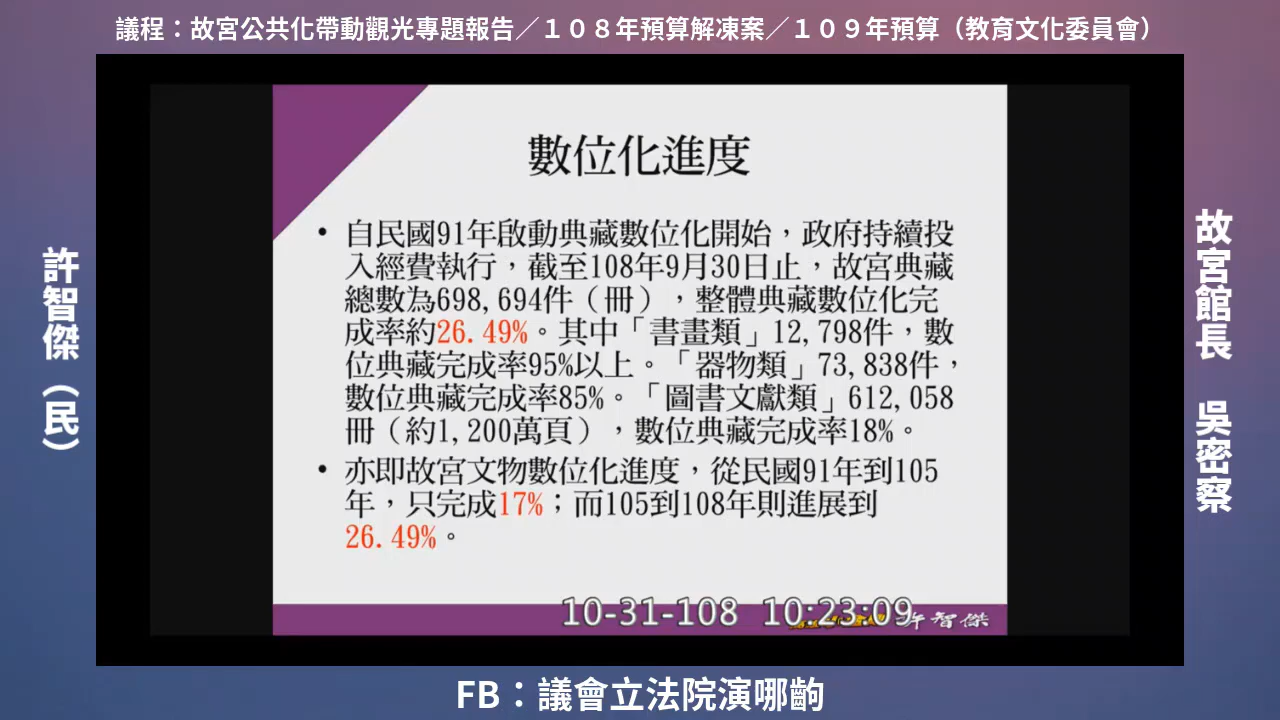 議程：故宮公共化帶動觀光專題報告／１０８年預算解凍案／１０９年預算（教育文化委員會）
許智傑（民）
數位化進度
• 自民國91年啟動典藏數位化開始，政府持續投
入經費執行，截至108年9月30日止，故宮典藏
總數為698,694件（冊），整體典藏數位化完
成率約26.49%。其中「書畫類」12,798件，數
位典藏完成率95%以上。「器物類」73,838件，
數位典藏完成率85%。「圖書文獻類」612,058
冊（約1,200萬頁），數位典藏完成率18%。
• 亦即故宮文物數位化進度，從民國91年到105
年，只完成17%；而105到108年則進展到
26.49%。
10-31-108 10:23:09
許智傑
故宮館長 吳密察
FB：議會立法院演哪齣